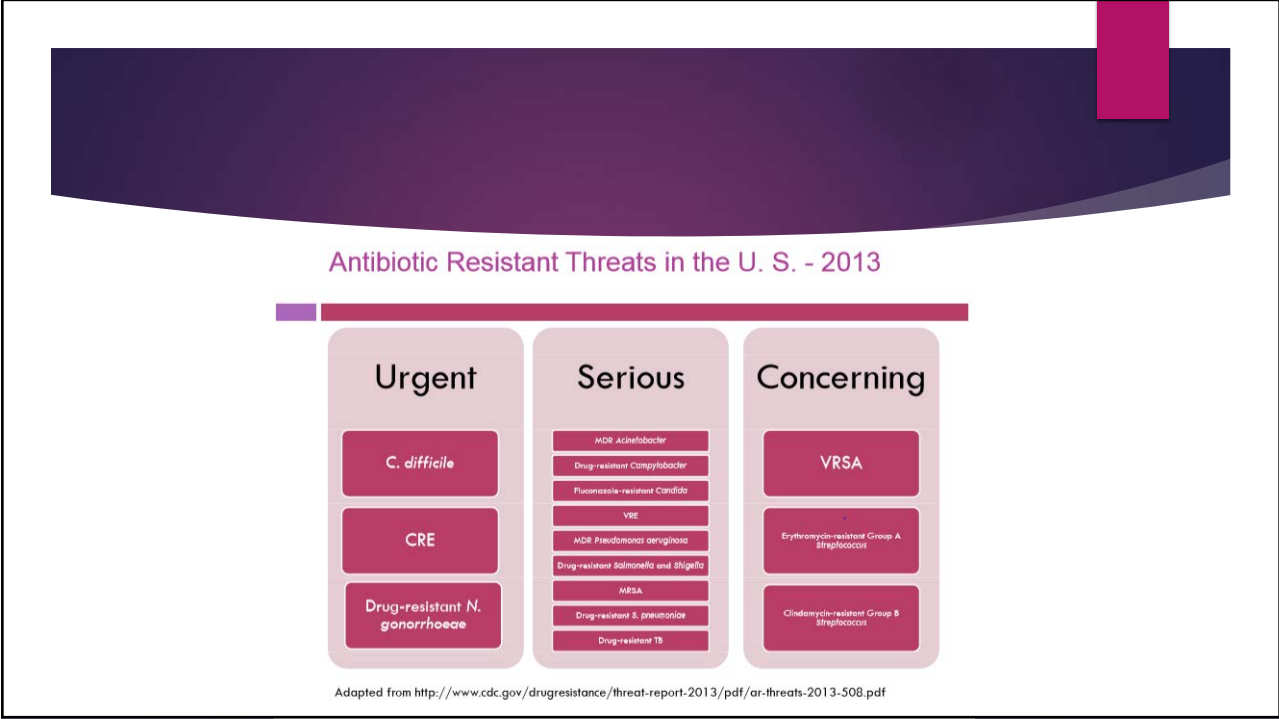 Antibiotic Resistant Threats in the U. S. - 2013
Urgent
C. difficile
CRE
Drug-resistant N.
gonorrhoeae
Serious
MDR Acinetobacter
Drug-resistant Campylobacter
Fluconazole-resistant Candida
VRE
MDR Pseudomonas aeruginosa
Drug-resistant Salmonella and Shigella
MRSA
Drug-resistant S. pneumoniae
Drug-resistant TB
Concerning
VRSA
Erythromycin-resistant Group A
Streptococcus
Clindamycin-resistant Group B
Streptococcus
Adapted from http://www.cdc.gov/drugresistance/threat-report-2013/pdf/ar-threats-2013-508.pdf